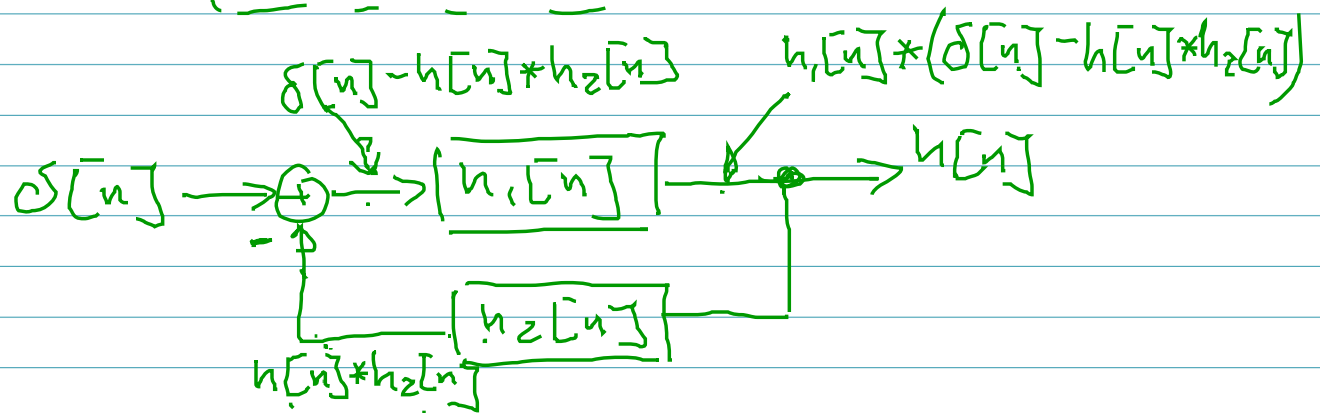 δ[n] - h[n] * h₂[n]
h₁[n] * (δ[n] - h[n] * h₂[n])
δ[n] + h₁[n] h[n]
-
h₂[n]
h[n] * h₂[n]